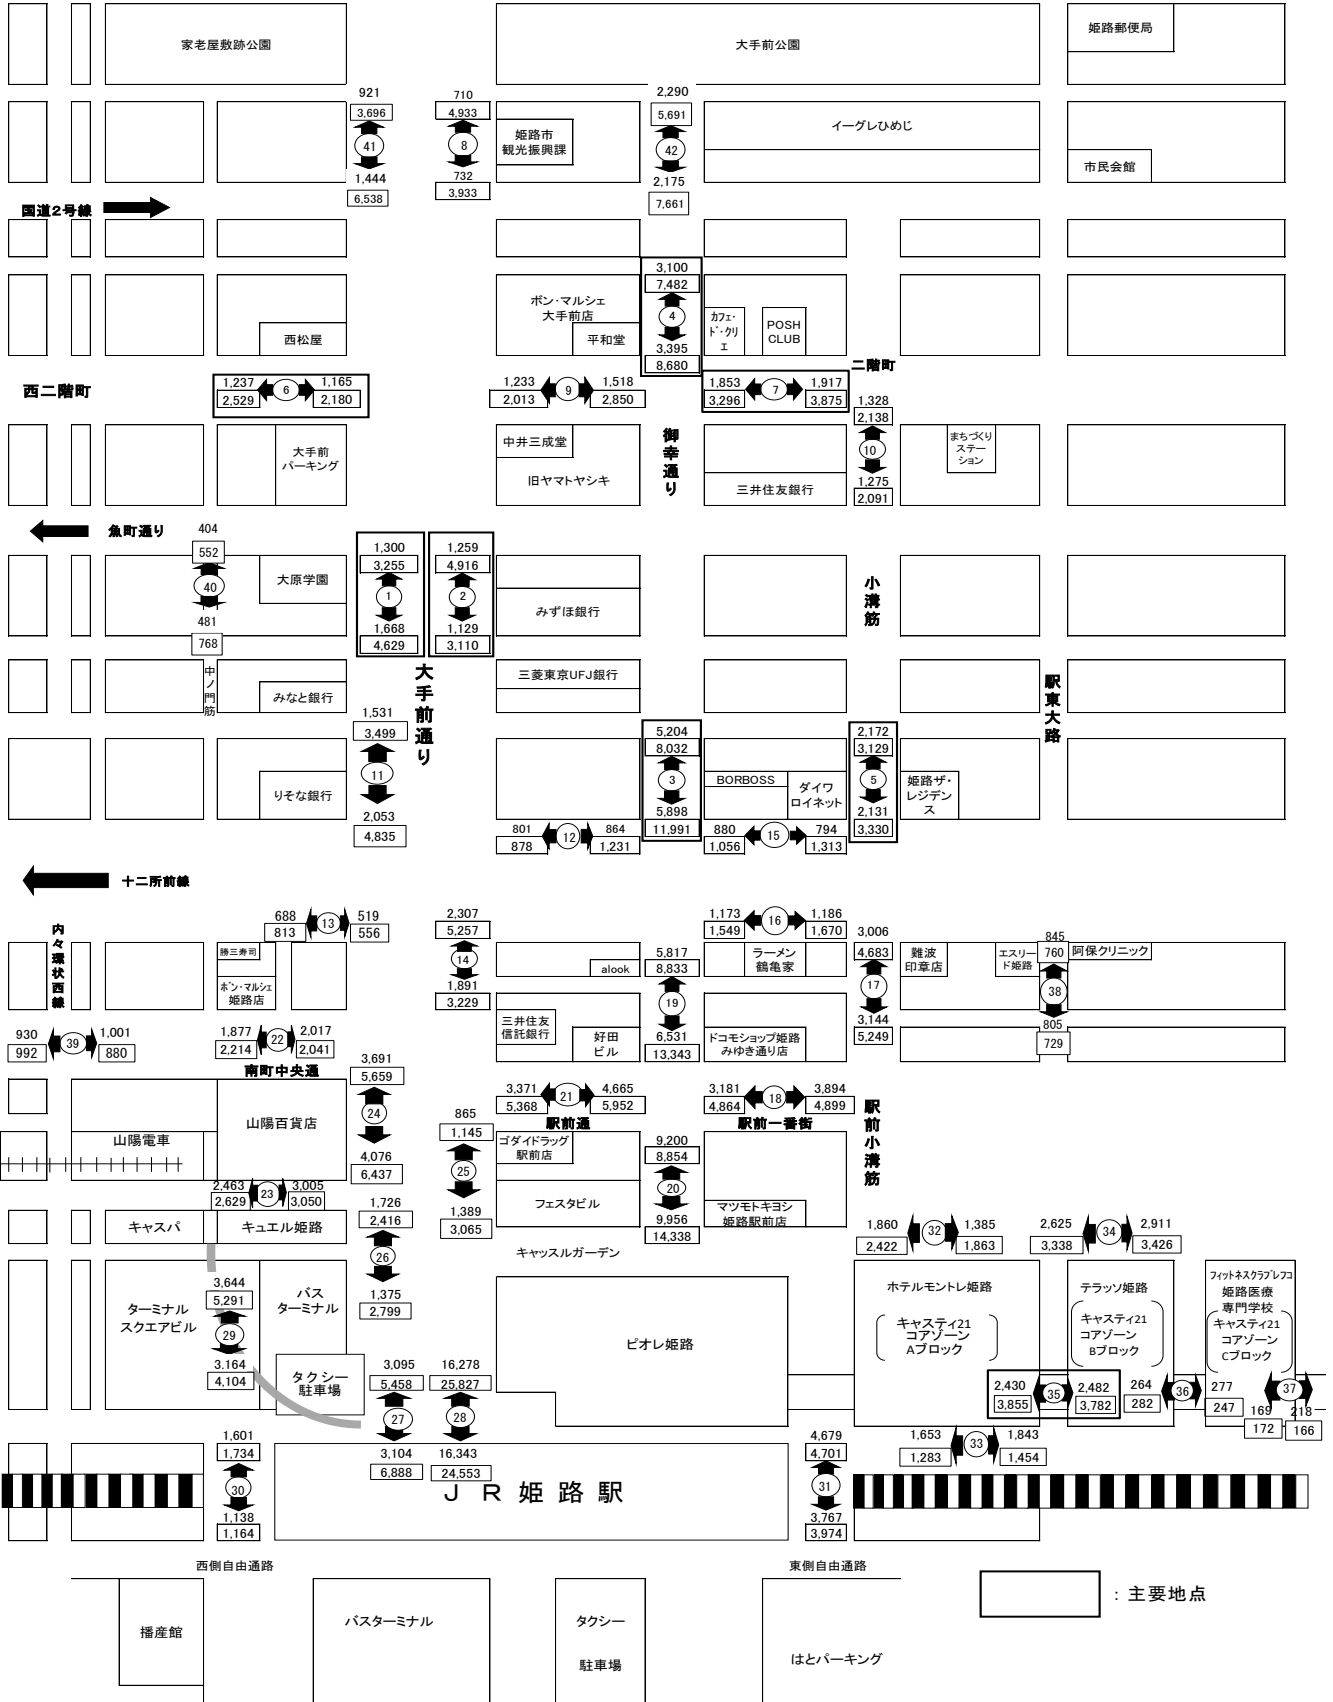 家老屋敷跡公園
大手前公園
姫路郵便局
921
3,696
41
1,444
6,538
710
4,933
8
732
3,933
姫路市
観光振興課
2,290
5,691
42
2,175
7,661
イーグレひめじ
市民会館
国道2号線
ボン・マルシェ
大手前店
平和堂
西松屋
3,100
7,482
4
3,395
8,680
カフェ・
ド・クリ
エ
POSH
CLUB
二階町
西二階町
1,237
2,529
6
1,165
2,180
1,233
2,013
9
1,518
2,850
1,853
3,296
7
1,917
3,875
1,328
2,138
10
1,275
2,091
大手前
パーキング
中井三成堂
旧ヤマトヤシキ
御幸通り
三井住友銀行
まちづくり
ステー
ション
魚町通り
404
552
40
481
768
大原学園
1,300
3,255
1
1,668
4,629
1,259
4,916
2
1,129
3,110
みずほ銀行
小溝筋
中ノ門筋
みなと銀行
大手前通り
三菱東京UFJ銀行
駅東大路
1,531
3,499
11
2,053
4,835
りそな銀行
5,204
8,032
3
5,898
11,991
BORBOSS
ダイワ
ロイネット
2,172
3,129
5
2,131
3,330
姫路ザ・
レジデン
ス
801
878
12
864
1,231
880
1,056
15
794
1,313
十二所前線
内々環状西線
688
813
13
519
556
勝三寿司
ボン・マルシェ
姫路店
2,307
5,257
14
1,891
3,229
alook
5,817
8,833
19
6,531
13,343
1,173
1,549
16
1,186
1,670
ラーメン
鶴亀家
3,006
4,683
17
3,144
5,249
難波
印章店
エスリー
ド姫路
845
760
38
805
729
阿保クリニック
三井住友
信託銀行
好田
ビル
ドコモショップ姫路
みゆき通り店
930
992
39
1,001
880
1,877
2,214
22
2,017
2,041
南町中央通
3,691
5,659
24
4,076
6,437
山陽電車
山陽百貨店
3,371
5,368
21
4,665
5,952
駅前通
3,181
4,864
18
3,894
4,899
駅前一番街
駅前小溝筋
865
1,145
25
1,389
3,065
ゴダイドラッグ
駅前店
フェスタビル
9,200
8,854
20
9,956
14,338
マツモトキヨシ
姫路駅前店
2,463
2,629
23
3,005
3,050
キャスパ
キュエル姫路
1,726
2,416
26
1,375
2,799
キャッスルガーデン
1,860
2,422
32
1,385
1,863
2,625
3,338
34
2,911
3,426
ターミナル
スクエアビル
3,644
5,291
29
3,164
4,104
バス
ターミナル
タクシー
駐車場
ピオレ姫路
ホテルモントレ姫路
キャスティ21
コアゾーン
Aブロック
テラッソ姫路
キャスティ21
コアゾーン
Bブロック
フィットネスクラブレフコ
姫路医療
専門学校
キャスティ21
コアゾーン
Cブロック
3,095
5,458
27
3,104
6,888
16,278
25,827
28
16,343
24,553
2,430
3,855
35
2,482
3,782
264
282
36
277
247
169
172
37
218
166
1,601
1,734
30
1,138
1,164
JR姫路駅
4,679
4,701
31
3,767
3,974
1,653
1,283
33
1,843
1,454
西側自由通路
東側自由通路
播産館
バスターミナル
タクシー
駐車場
はとパーキング
：主要地点